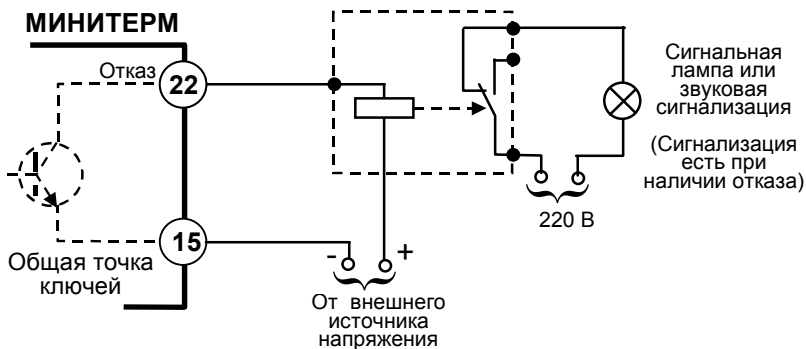 МИНИТЕРМ
Отказ
22
15
Общая точка
ключей
-
+
От внешнего
источника
напряжения
220 В
Сигнальная
лампа или
звуковая
сигнализация
(Сигнализация
есть при
наличии отказа)